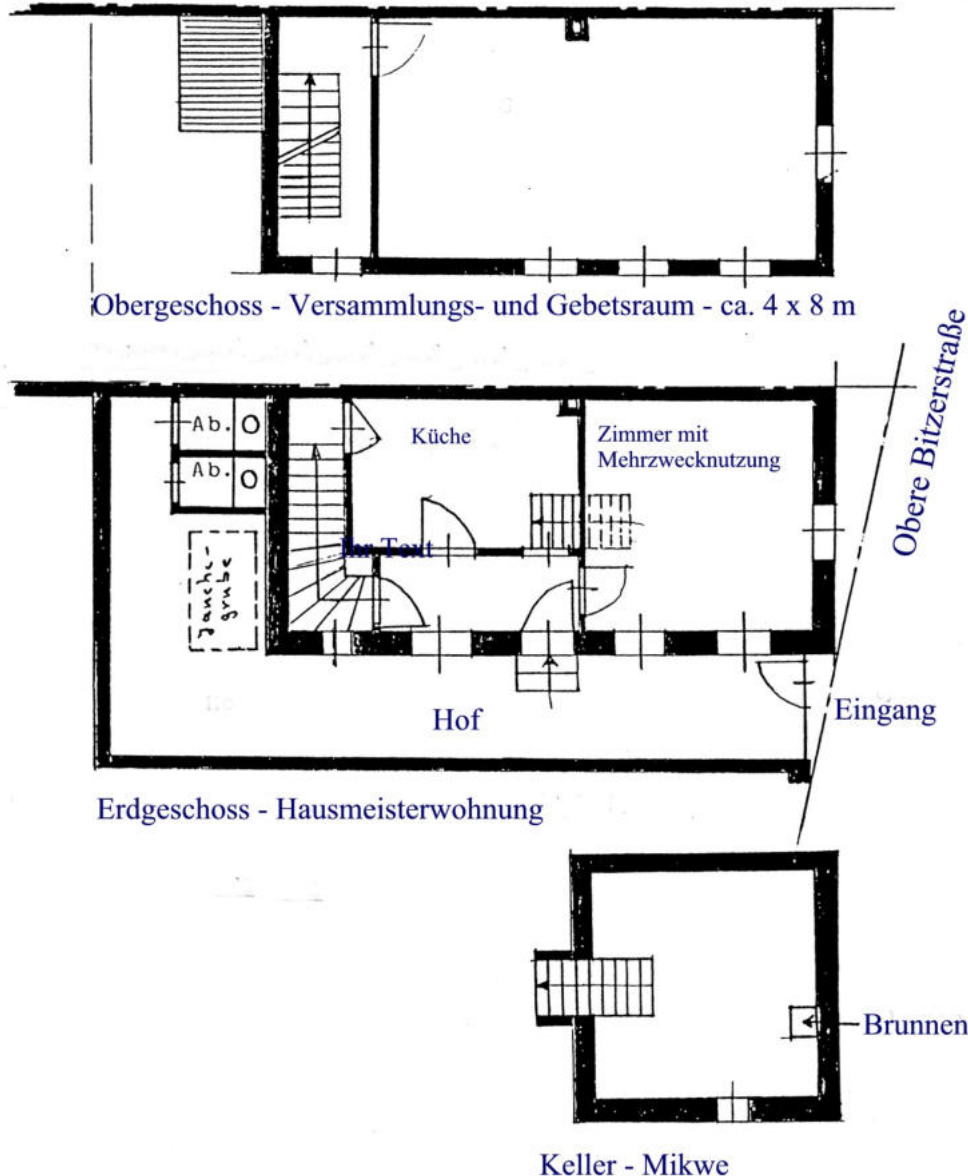 Obergeschoss - Versammlungs- und Gebetsraum - ca. 4 x 8 m
Obere Bitzerstraße
Ab.
Ab.
Küche
Zimmer mit
Mehrzwecknutzung
Ihr Text
Jauche-
grube
Hof
Eingang
Erdgeschoss - Hausmeisterwohnung
Brunnen
Keller - Mikwe